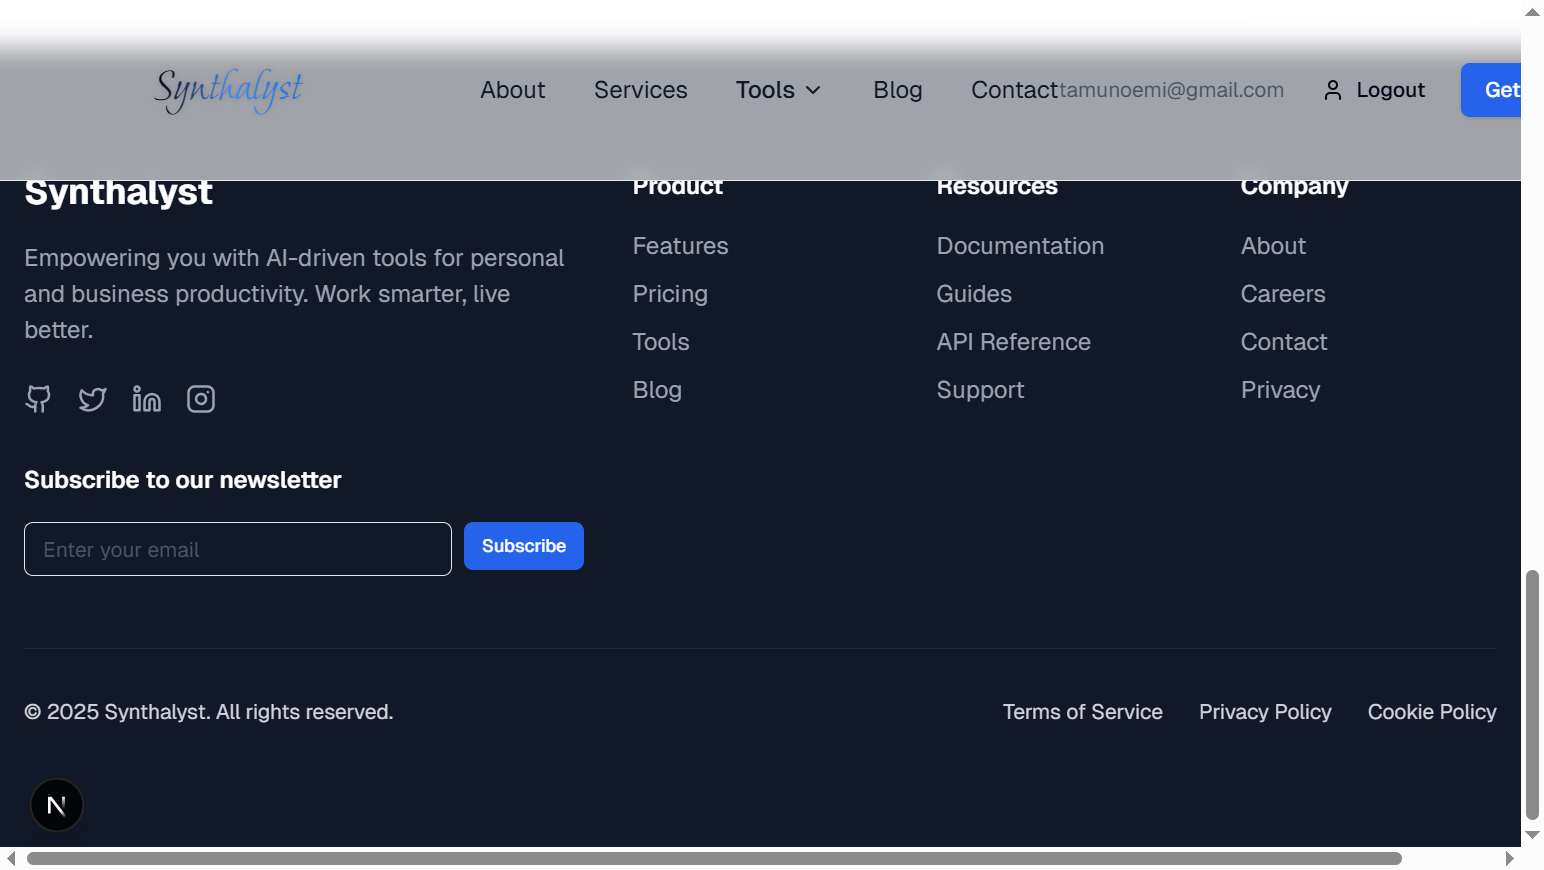 Synthalyst
About Services Tools Blog Contact tamunoemi@gmail.com Logout Get
Synthalyst
Empowering you with AI-driven tools for personal
and business productivity. Work smarter, live
better.
Subscribe to our newsletter
Enter your email
Subscribe
Product
Features
Pricing
Tools
Blog
Resources
Documentation
Guides
API Reference
Support
Company
About
Careers
Contact
Privacy
© 2025 Synthalyst. All rights reserved.
Terms of Service Privacy Policy Cookie Policy
N